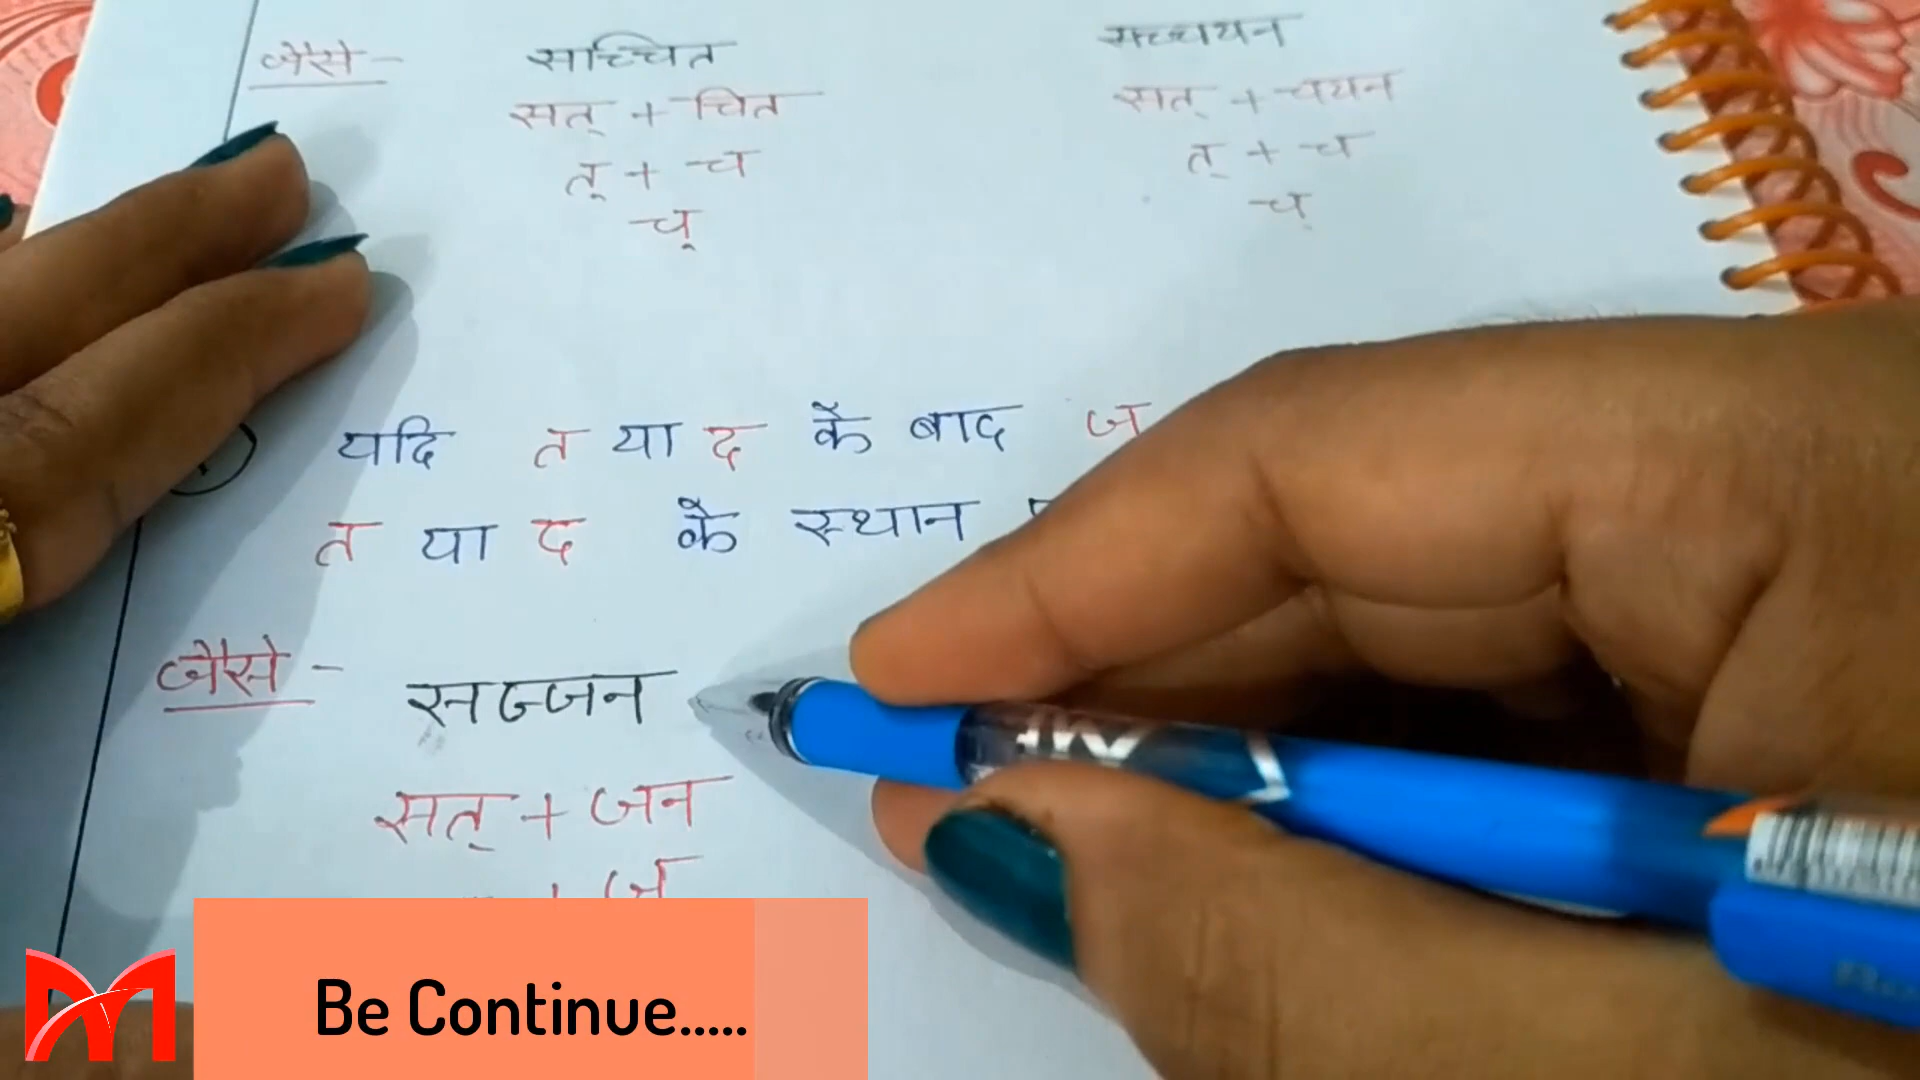 जैसे - सच्चित सच्चयन
सत् + चित सत् + चयन
त् + च त् + च
च् च्
यदि त या द के बाद ज
त या द के स्थान
जैसे - सज्जन
सत् + जन
+ ज
Be Continue.....